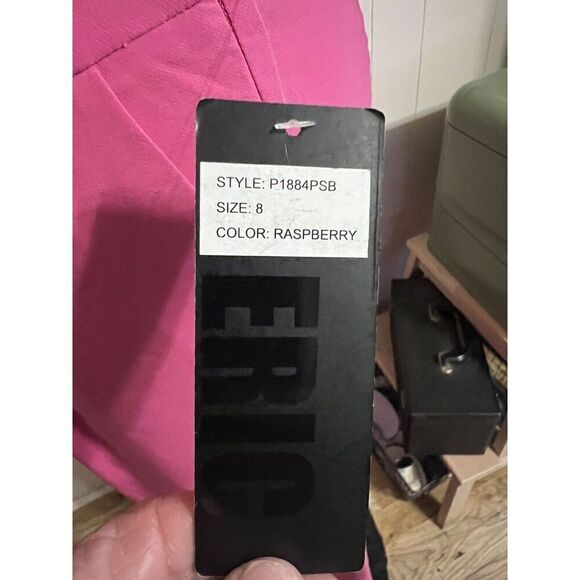 STYLE: P1884PSB
SIZE: 8
COLOR: RASPBERRY
ERIC